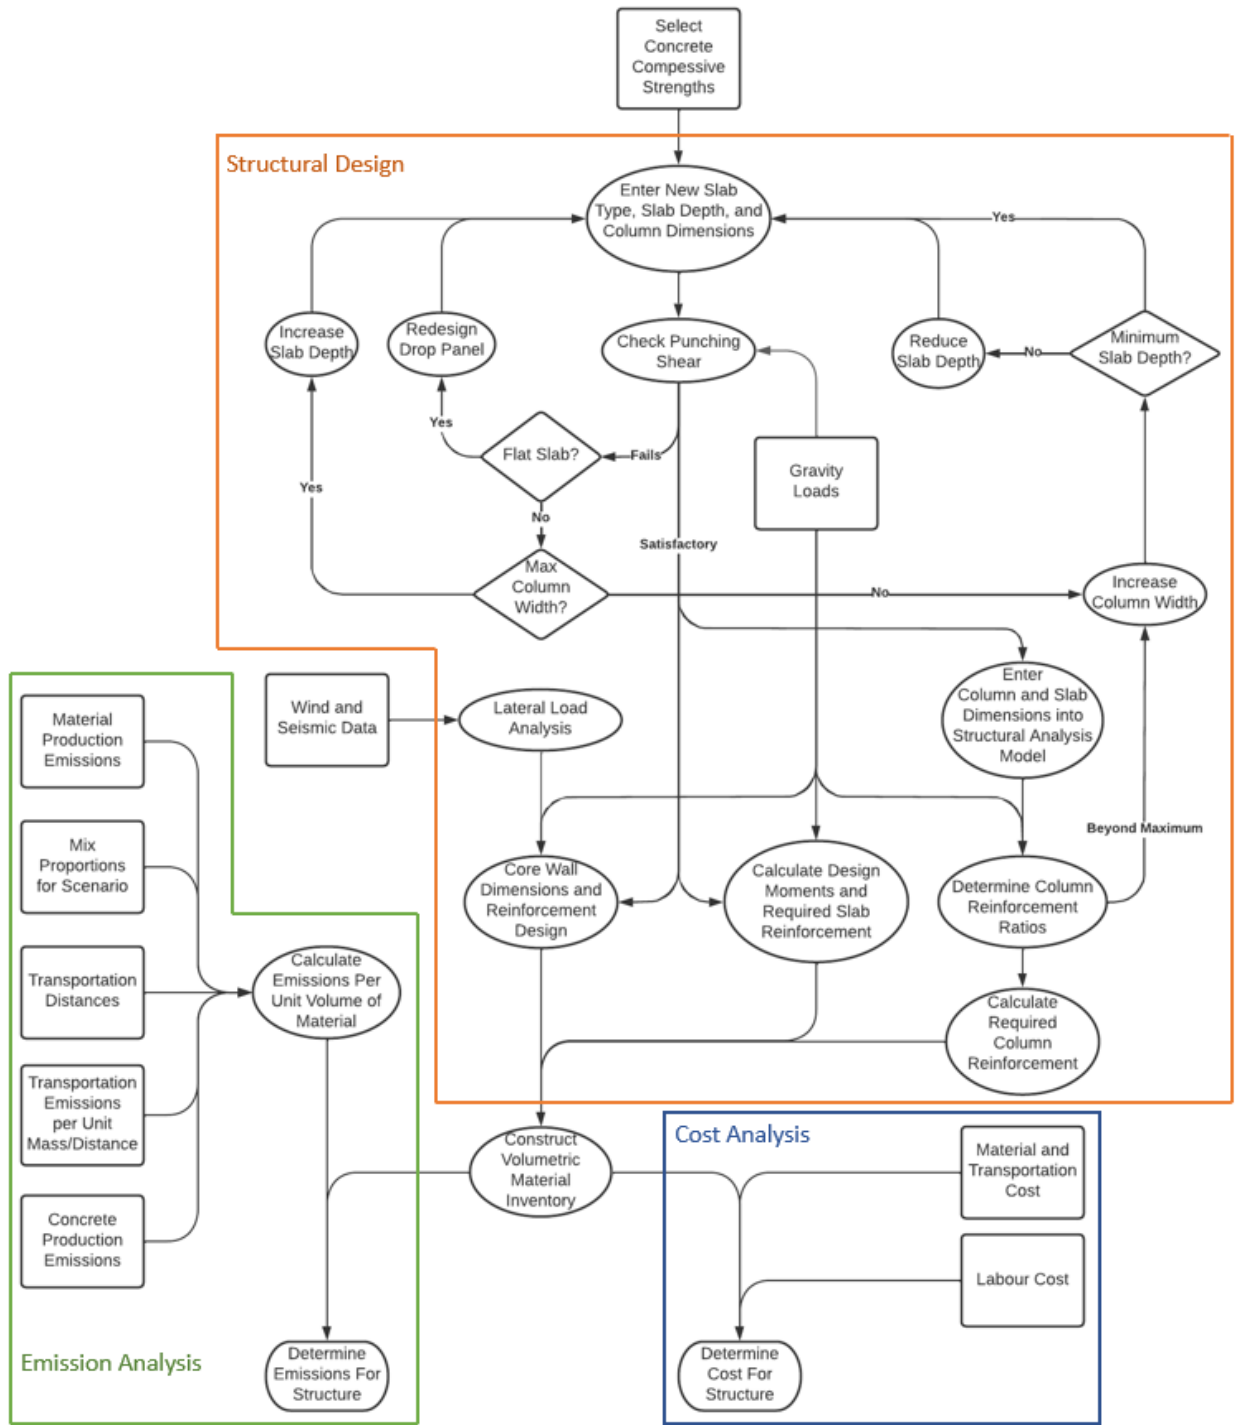 Select
Concrete
Compessive
Strengths
Structural Design
Enter New Slab
Type, Slab Depth, and
Column Dimensions
Yes
Increase
Slab Depth
Redesign
Drop Panel
Check Punching
Shear
Reduce
Slab Depth
No
Minimum
Slab Depth?
Yes
Flat Slab?
Fails
Gravity
Loads
Yes
No
Satisfactory
Max
Column
Width?
No
Increase
Column Width
Wind and
Seismic Data
Lateral Load
Analysis
Enter
Column and Slab
Dimensions into
Structural Analysis
Model
Beyond Maximum
Core Wall
Dimensions and
Reinforcement
Design
Calculate Design
Moments and
Required Slab
Reinforcement
Determine Column
Reinforcement
Ratios
Calculate
Required
Column
Reinforcement
Material
Production
Emissions
Mix
Proportions
for Scenario
Transportation
Distances
Transportation
Emissions
per Unit
Mass/Distance
Concrete
Production
Emissions
Calculate
Emissions Per
Unit Volume of
Material
Construct
Volumetric
Material
Inventory
Cost Analysis
Material and
Transportation
Cost
Labour Cost
Emission Analysis
Determine
Emissions For
Structure
Determine
Cost For
Structure